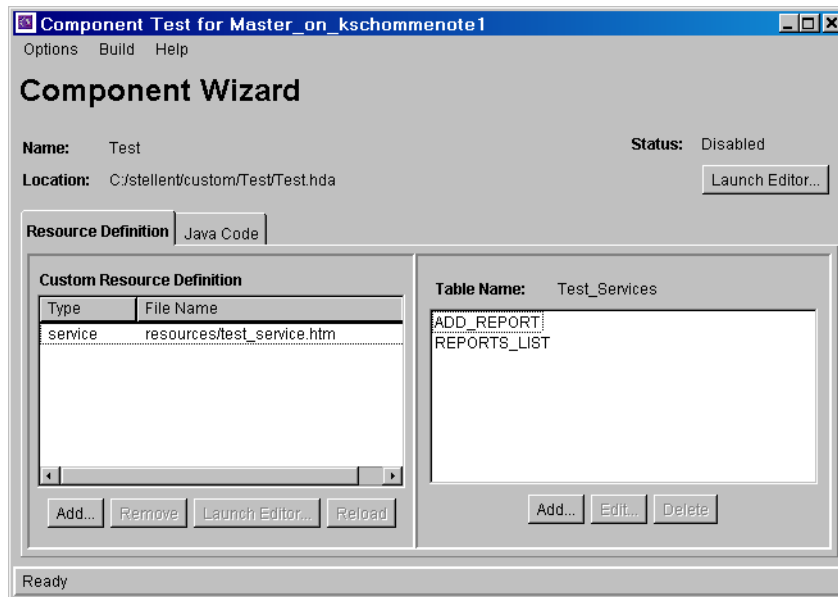 Component Test for Master_on_kschommenote1
Options Build Help
Component Wizard
Name: Test
Status: Disabled
Location: C:/stellent/custom/Test/Test.hda
Launch Editor...
Resource Definition Java Code
Custom Resource Definition
Type File Name
service resources/test_service.htm
Add... Remove Launch Editor... Reload
Table Name: Test_Services
ADD_REPORT
REPORTS_LIST
Add... Edit... Delete
Ready